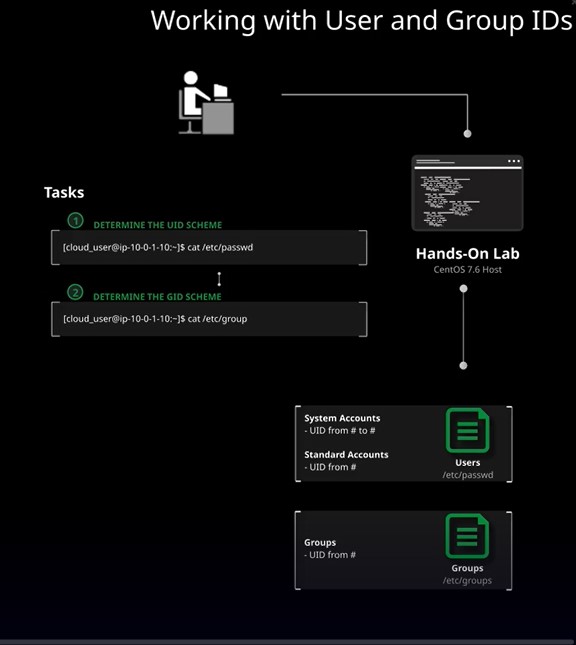 Working with User and Group IDs
Tasks
1 DETERMINE THE UID SCHEME
[cloud_user@ip-10-0-1-10:~]$ cat /etc/passwd
2 DETERMINE THE GID SCHEME
[cloud_user@ip-10-0-1-10:~]$ cat /etc/group
Hands-On Lab
CentOS 7.6 Host
System Accounts
- UID from # to #
Standard Accounts
- UID from #
Users
/etc/passwd
Groups
- UID from #
Groups
/etc/groups